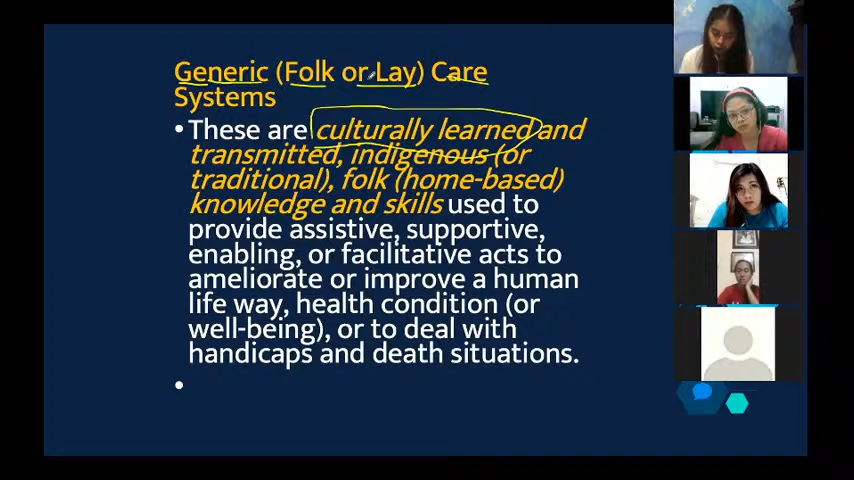 Generic (Folk or Lay) Care
Systems
• These are culturally learned and
transmitted, indigenous (or
traditional), folk (home-based)
knowledge and skills used to
provide assistive, supportive,
enabling, or facilitative acts to
ameliorate or improve a human
life way, health condition (or
well-being), or to deal with
handicaps and death situations.
•